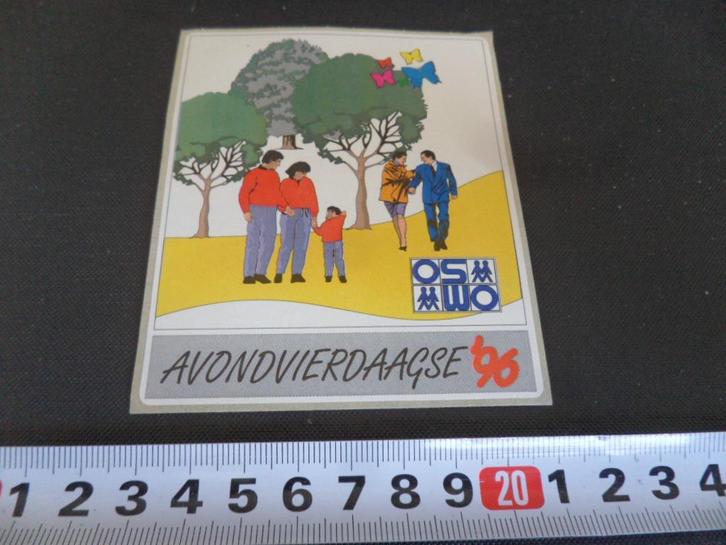 OS
WO
AVONDVIERDAAGSE '96
1 2 3 4 5 6 7 8 9 20 1 2 3 4